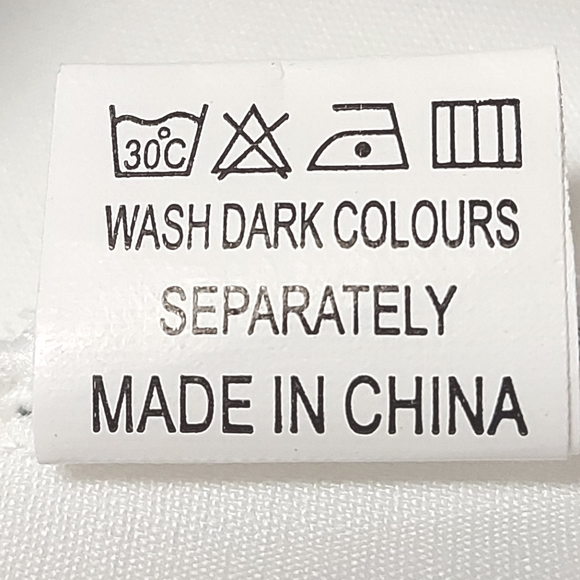 30°C
WASH DARK COLOURS
SEPARATELY
MADE IN CHINA